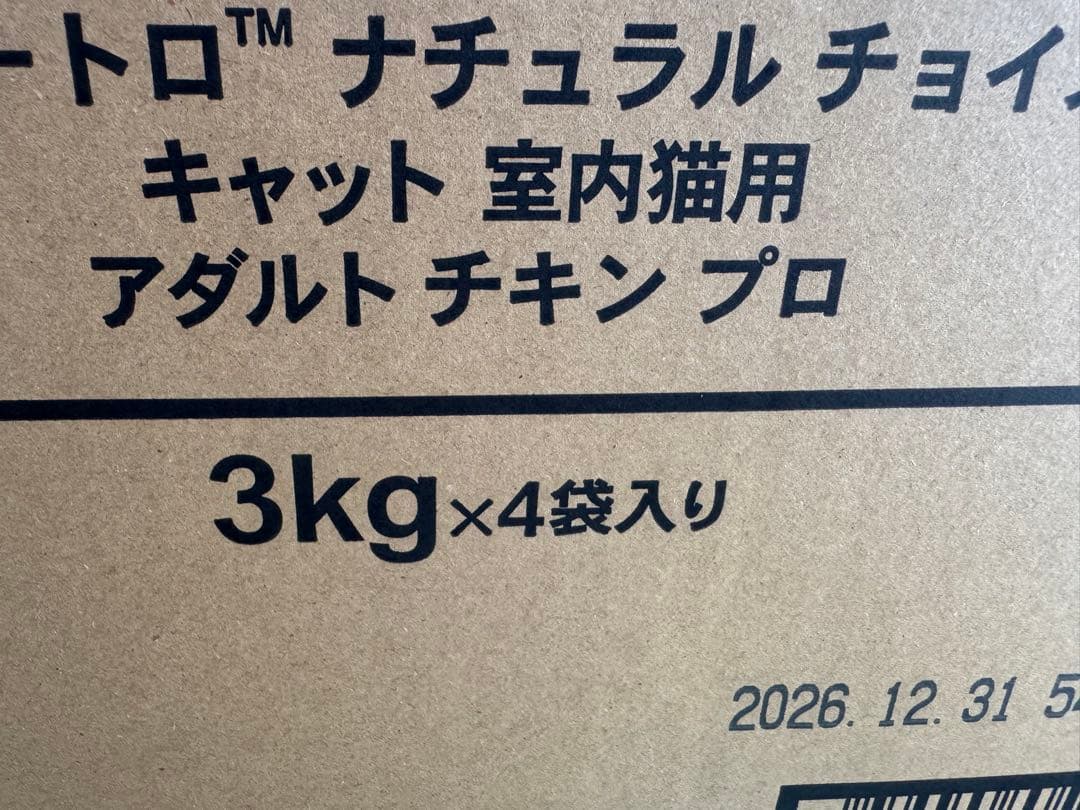 ートロ™ ナチュラル チョイ
キャット 室内猫用
アダルト チキン プロ
3kg×4袋入り
2026. 12. 31 54